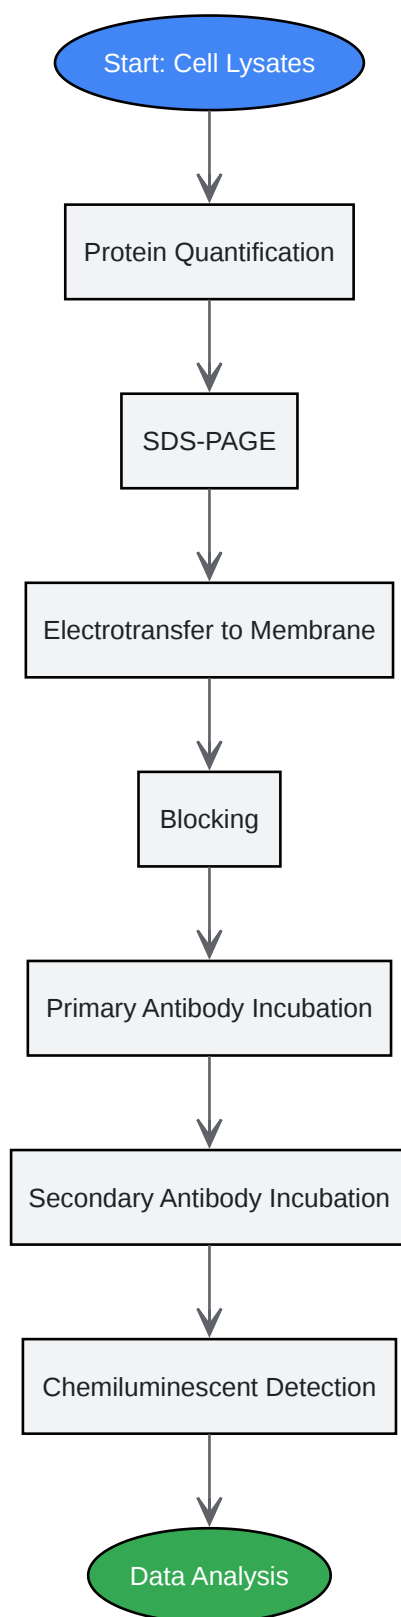 Start: Cell Lysates
Protein Quantification
SDS-PAGE
Electrotransfer to Membrane
Blocking
Primary Antibody Incubation
Secondary Antibody Incubation
Chemiluminescent Detection
Data Analysis